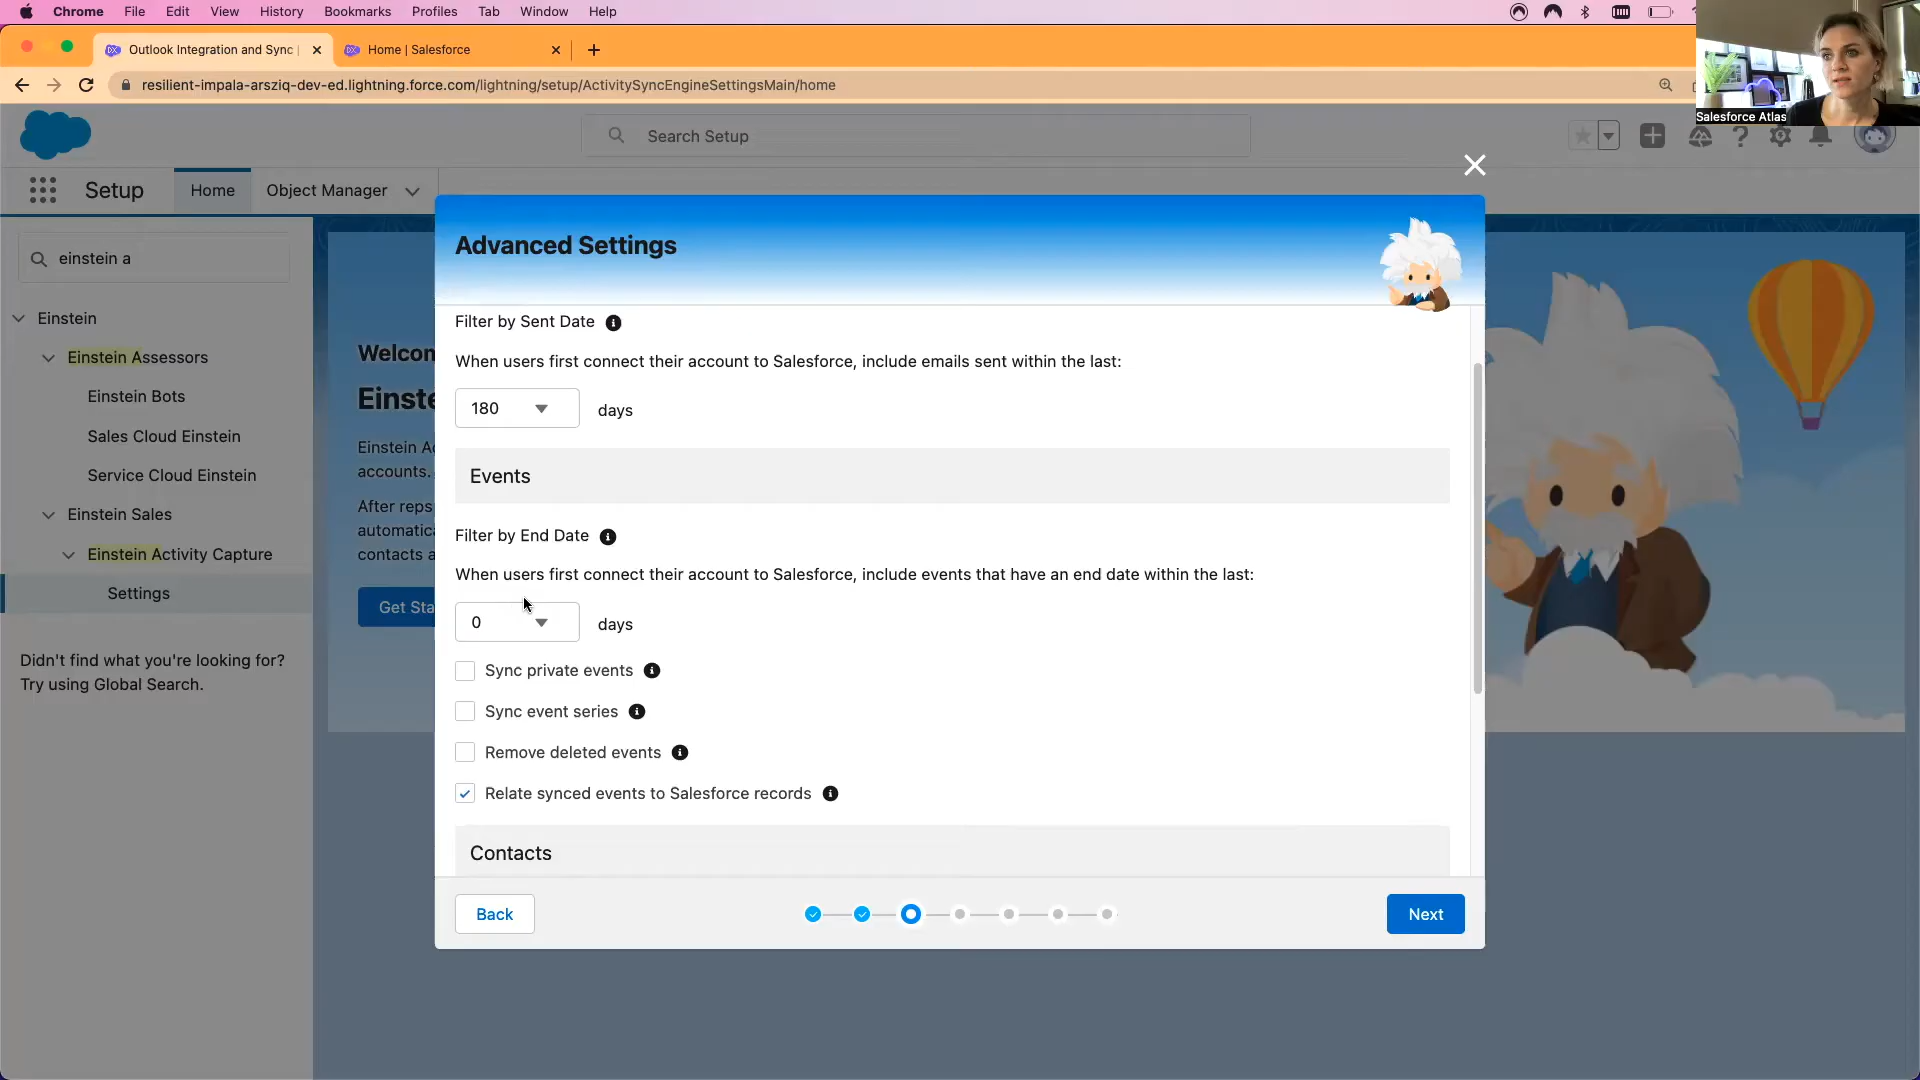 Chrome File Edit View History Bookmarks Profiles Tab Window Help
Outlook Integration and Sync
Home | Salesforce
resilient-impala-arsziq-dev-ed.lightning.force.com/lightning/setup/ActivitySyncEngineSettingsMain/home
Salesforce Atlas
Search Setup
Setup Home Object Manager
einstein a
Einstein
Einstein Assessors
Einstein Bots
Sales Cloud Einstein
Service Cloud Einstein
Einstein Sales
Einstein Activity Capture
Settings
Didn't find what you're looking for?
Try using Global Search.
accounts.
After reps
contacts a
Advanced Settings
Filter by Sent Date
When users first connect their account to Salesforce, include emails sent within the last:
180 days
Events
Filter by End Date
When users first connect their account to Salesforce, include events that have an end date within the last:
0 days
Sync private events
Sync event series
Remove deleted events
Relate synced events to Salesforce records
Contacts
Back
Next